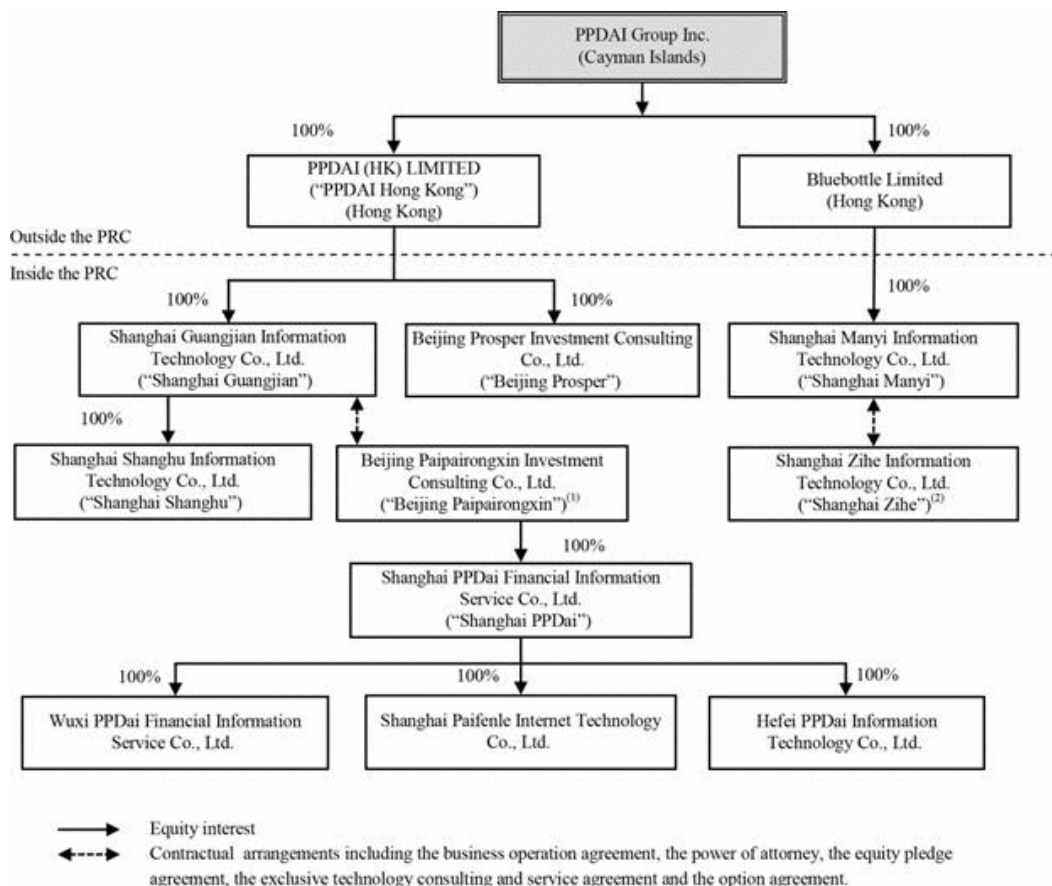 PPDAI Group Inc.
(Cayman Islands)
100%
100%
PPDAI (HK) LIMITED
(“PPDAI Hong Kong”)
(Hong Kong)
Bluebottle Limited
(Hong Kong)
Outside the PRC
Inside the PRC
100%
100%
100%
Shanghai Guangjian Information
Technology Co., Ltd.
(“Shanghai Guangjian”)
Beijing Prosper Investment Consulting
Co., Ltd.
(“Beijing Prosper”)
Shanghai Manyi Information
Technology Co., Ltd.
(“Shanghai Manyi”)
100%
Shanghai Shanghu Information
Technology Co., Ltd.
(“Shanghai Shanghu”)
Beijing Paipairongxin Investment
Consulting Co., Ltd.
(“Beijing Paipairongxin”)(1)
Shanghai Zihe Information
Technology Co., Ltd.
(“Shanghai Zihe”)(2)
100%
Shanghai PPDai Financial Information
Service Co., Ltd.
(“Shanghai PPDai”)
100%
100%
100%
Wuxi PPDai Financial Information
Service Co., Ltd.
Shanghai Paifenle Internet Technology
Co., Ltd.
Hefei PPDai Information
Technology Co., Ltd.
Equity interest
Contractual arrangements including the business operation agreement, the power of attorney, the equity pledge
agreement, the exclusive technology consulting and service agreement and the option agreement.